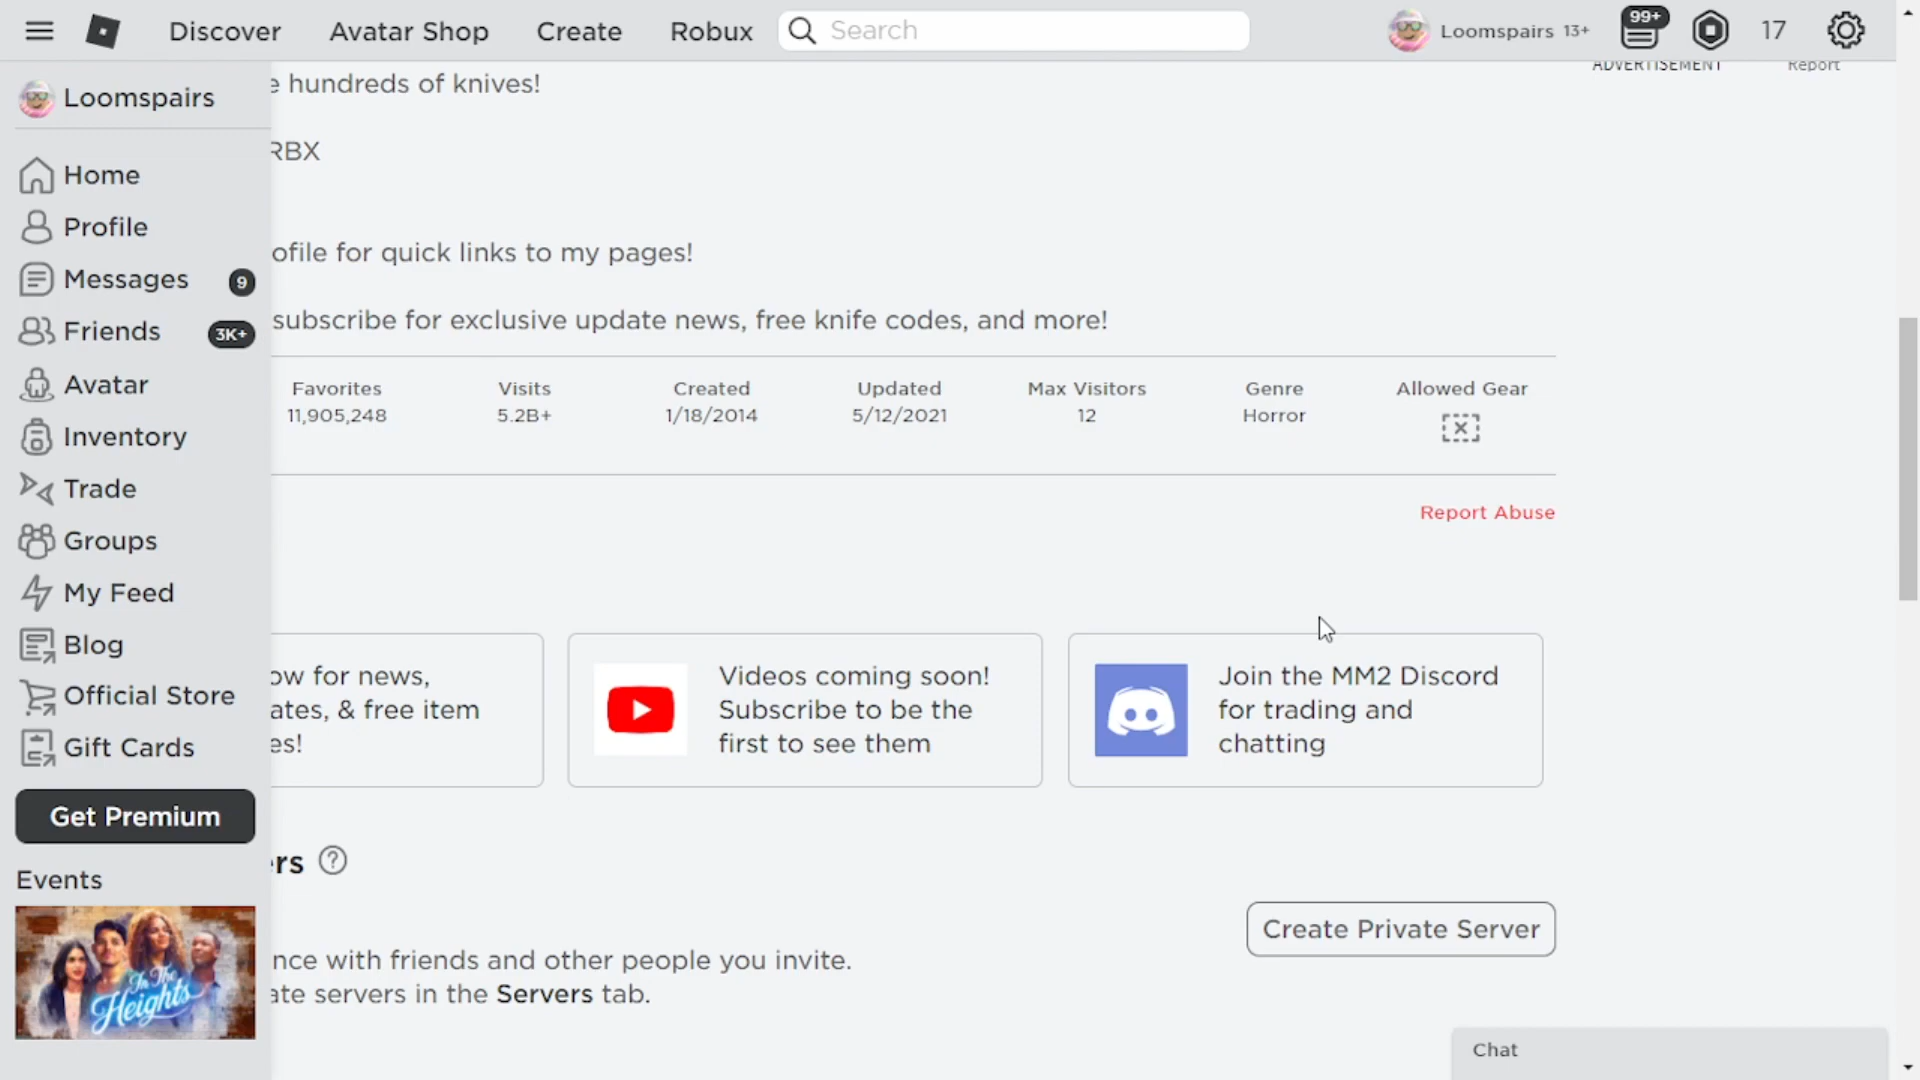 Discover
Avatar Shop
Create
Robux
Search
Loomspairs 13+
99+
17
ADVERTISEMENT
Report
Loomspairs
Home
Profile
Messages 9
Friends 3K+
Avatar
Inventory
Trade
Groups
My Feed
Blog
Official Store
Gift Cards
Get Premium
Events
In The
Heights
e hundreds of knives!
RBX
ofile for quick links to my pages!
subscribe for exclusive update news, free knife codes, and more!
Favorites Visits Created Updated Max Visitors Genre Allowed Gear
11,905,248 5.2B+ 1/18/2014 5/12/2021 12 Horror
Report Abuse
ow for news,
ates, & free item
es!
Videos coming soon!
Subscribe to be the
first to see them
Join the MM2 Discord
for trading and
chatting
ers ?
Create Private Server
nce with friends and other people you invite.
ate servers in the Servers tab.
Chat